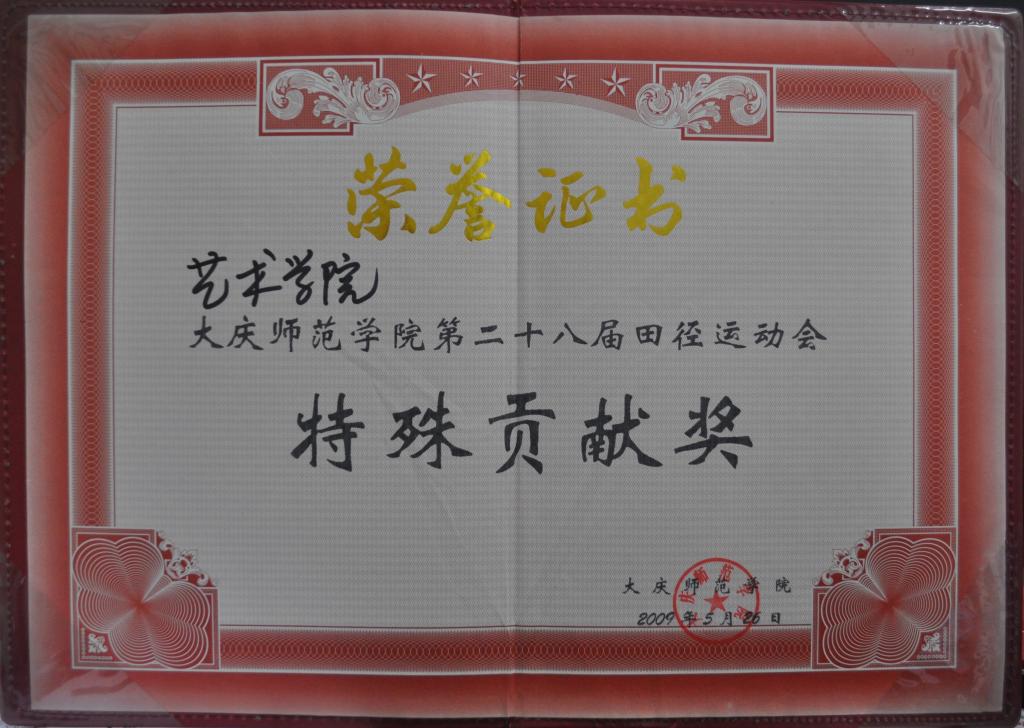 荣誉证书
艺术学院
大庆师范学院第二十八届田径运动会
特殊贡献奖
大庆师范学院
2009年5月26日